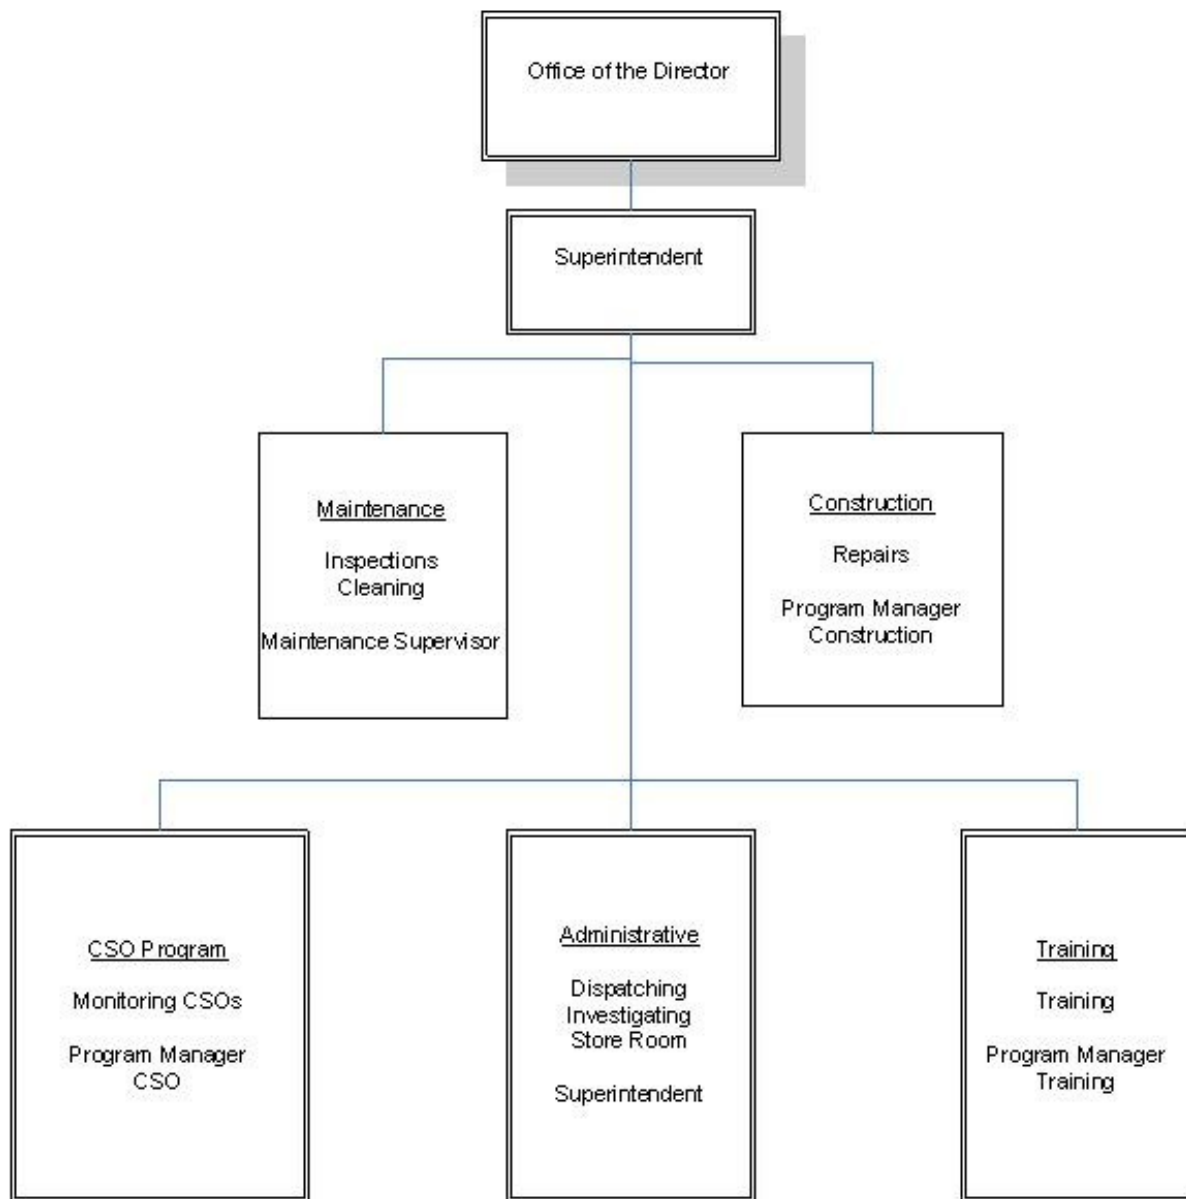 Office of the Director
Superintendent
Maintenance
Inspections
Cleaning
Maintenance Supervisor
Construction
Repairs
Program Manager
Construction
CSO Program
Monitoring CSOs
Program Manager
CSO
Administrative
Dispatching
Investigating
Store Room
Superintendent
Training
Training
Program Manager
Training